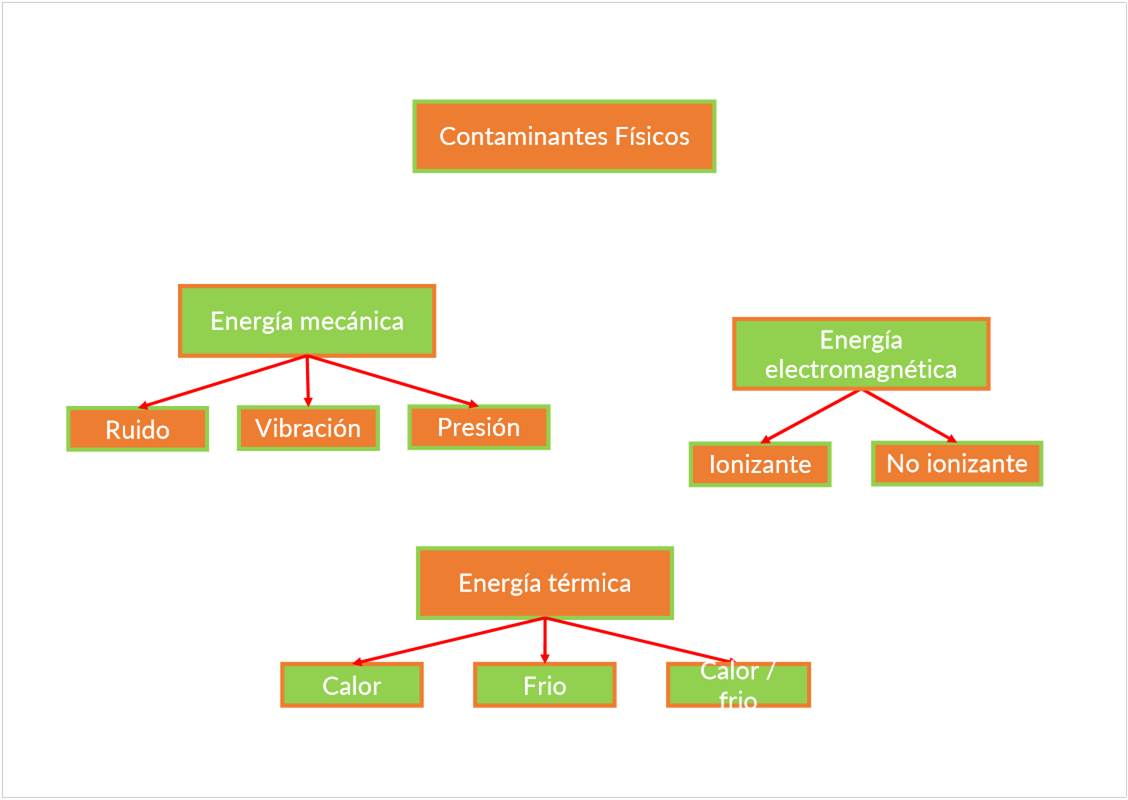 Contaminantes Físicos
Energía mecánica
Ruido
Vibración
Presión
Energía
electromagnética
Ionizante
No ionizante
Energía térmica
Calor
Frio
Calor /
frio